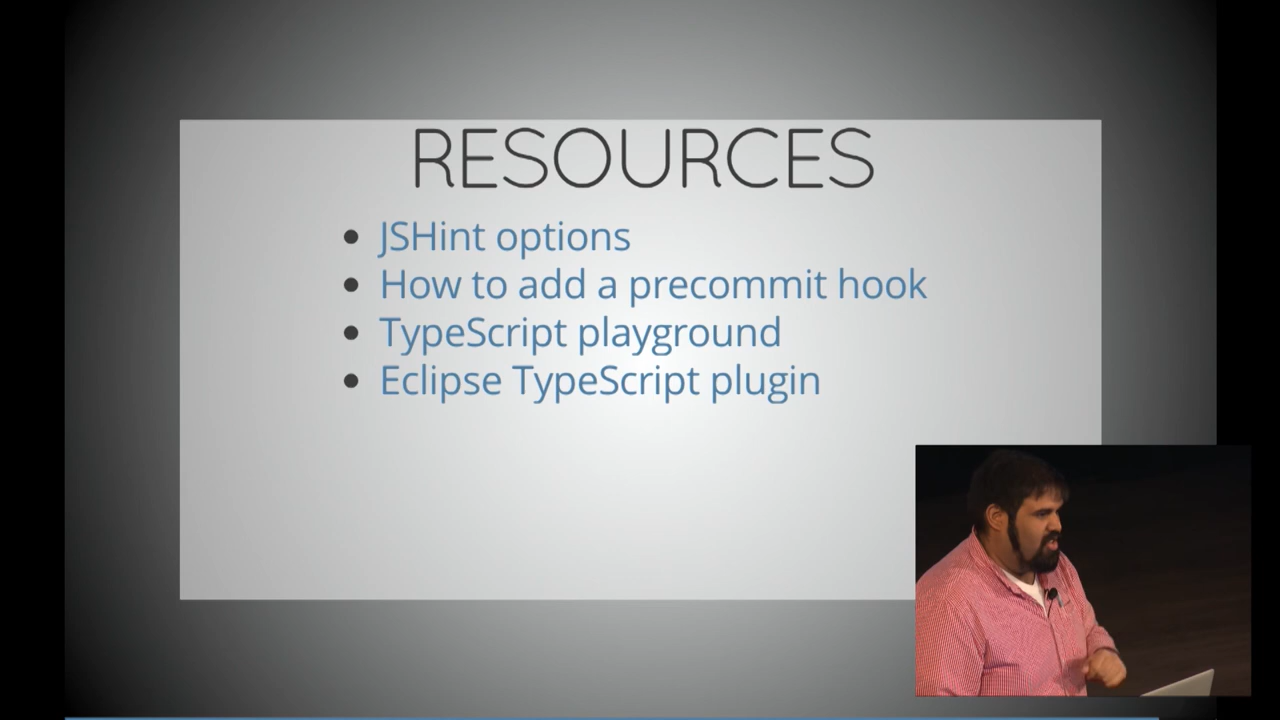 RESOURCES
JSHint options
How to add a precommit hook
TypeScript playground
Eclipse TypeScript plugin